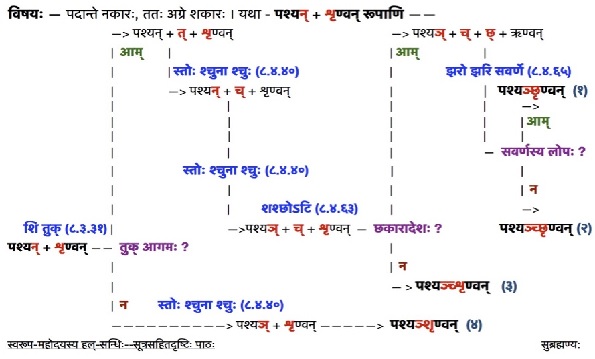 विषयः — पदान्ते नकारः, ततः अग्रे शकारः । यथा - पश्यन् + शृण्वन् रूपाणि ——
—> पश्यन् + त् + शृण्वन् —> पश्यञ् + च् + छ् + ऋण्वन्
आम् आम्
स्तोः श्चुना श्चुः (८.४.४०) झरो झरि सवर्णे (८.४.६५)
—> पश्यन् + च् + शृण्वन् पश्यञ्छृण्वन् (१)
—>
आम्
स्तोः श्चुना श्चुः (८.४.४०) — सवर्णस्य लोपः ?
न
शश्छोऽटि (८.४.६३) —>
शि तुक् (८.३.३१) —>पश्यञ् + च् + शृण्वन् — छकारादेशः ? पश्यञ्च्छृण्वन् (२)
पश्यन् + शृण्वन् —— तुक् आगमः ?
न
—> पश्यञ्च्शृण्वन् (३)
न स्तोः श्चुना श्चुः (८.४.४०)
——————————> पश्यञ् + शृण्वन् —————> पश्यञ्शृण्वन् (४)
स्वरूप-महोदयस्य हल्-सन्धिः--सूत्रसहितदृष्टिः पाठः सुब्रह्मण्यः